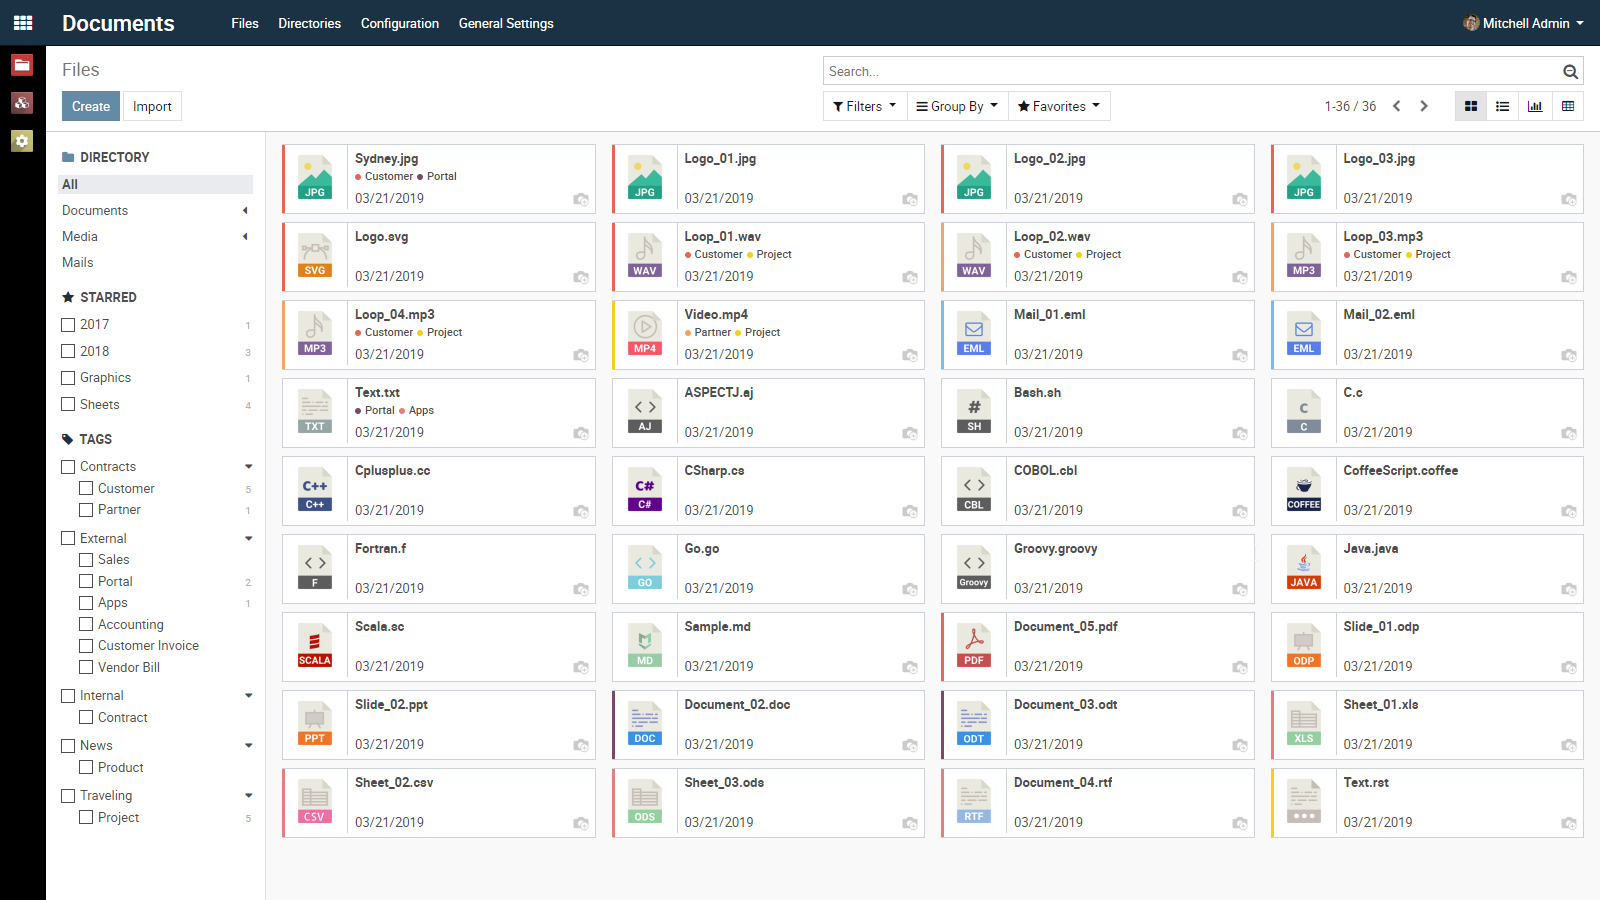 Documents Files Directories Configuration General Settings Mitchell Admin
Files Search...
Create Import Filters Group By Favorites 1-36 / 36
DIRECTORY
All
Documents
Media
Mails
STARRED
2017 1
2018 3
Graphics 1
Sheets 4
TAGS
Contracts
Customer 5
Partner 1
External
Sales
Portal 2
Apps 1
Accounting
Customer Invoice
Vendor Bill
Internal
Contract
News
Product
Traveling
Project 5
JPG
Sydney.jpg
Customer Portal
03/21/2019
JPG
Logo_01.jpg
03/21/2019
JPG
Logo_02.jpg
03/21/2019
JPG
Logo_03.jpg
03/21/2019
SVG
Logo.svg
03/21/2019
WAV
Loop_01.wav
Customer Project
03/21/2019
WAV
Loop_02.wav
Customer Project
03/21/2019
MP3
Loop_03.mp3
Customer Project
03/21/2019
MP3
Loop_04.mp3
Customer Project
03/21/2019
MP4
Video.mp4
Partner Project
03/21/2019
EML
Mail_01.eml
03/21/2019
EML
Mail_02.eml
03/21/2019
TXT
Text.txt
Portal Apps
03/21/2019
< > AJ
ASPECTJ.aj
03/21/2019
# SH
Bash.sh
03/21/2019
C C
C.c
03/21/2019
C++ C++
Cplusplus.cc
03/21/2019
C# C#
CSharp.cs
03/21/2019
< > CBL
COBOL.cbl
03/21/2019
COFFEE
CoffeeScript.coffee
03/21/2019
< > F
Fortran.f
03/21/2019
< > GO
Go.go
03/21/2019
< > Groovy
Groovy.groovy
03/21/2019
JAVA
Java.java
03/21/2019
SCALA
Scala.sc
03/21/2019
MD
Sample.md
03/21/2019
PDF
Document_05.pdf
03/21/2019
ODP
Slide_01.odp
03/21/2019
PPT
Slide_02.ppt
03/21/2019
DOC
Document_02.doc
03/21/2019
ODT
Document_03.odt
03/21/2019
XLS
Sheet_01.xls
03/21/2019
CSV
Sheet_02.csv
03/21/2019
ODS
Sheet_03.ods
03/21/2019
RTF
Document_04.rtf
03/21/2019
Text.rst
03/21/2019